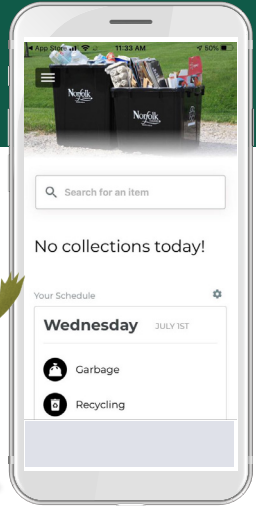 App Store
11:33 AM
50%
Norfolk
Norfolk
Search for an item
No collections today!
Your Schedule
Wednesday JULY 1ST
Garbage
Recycling